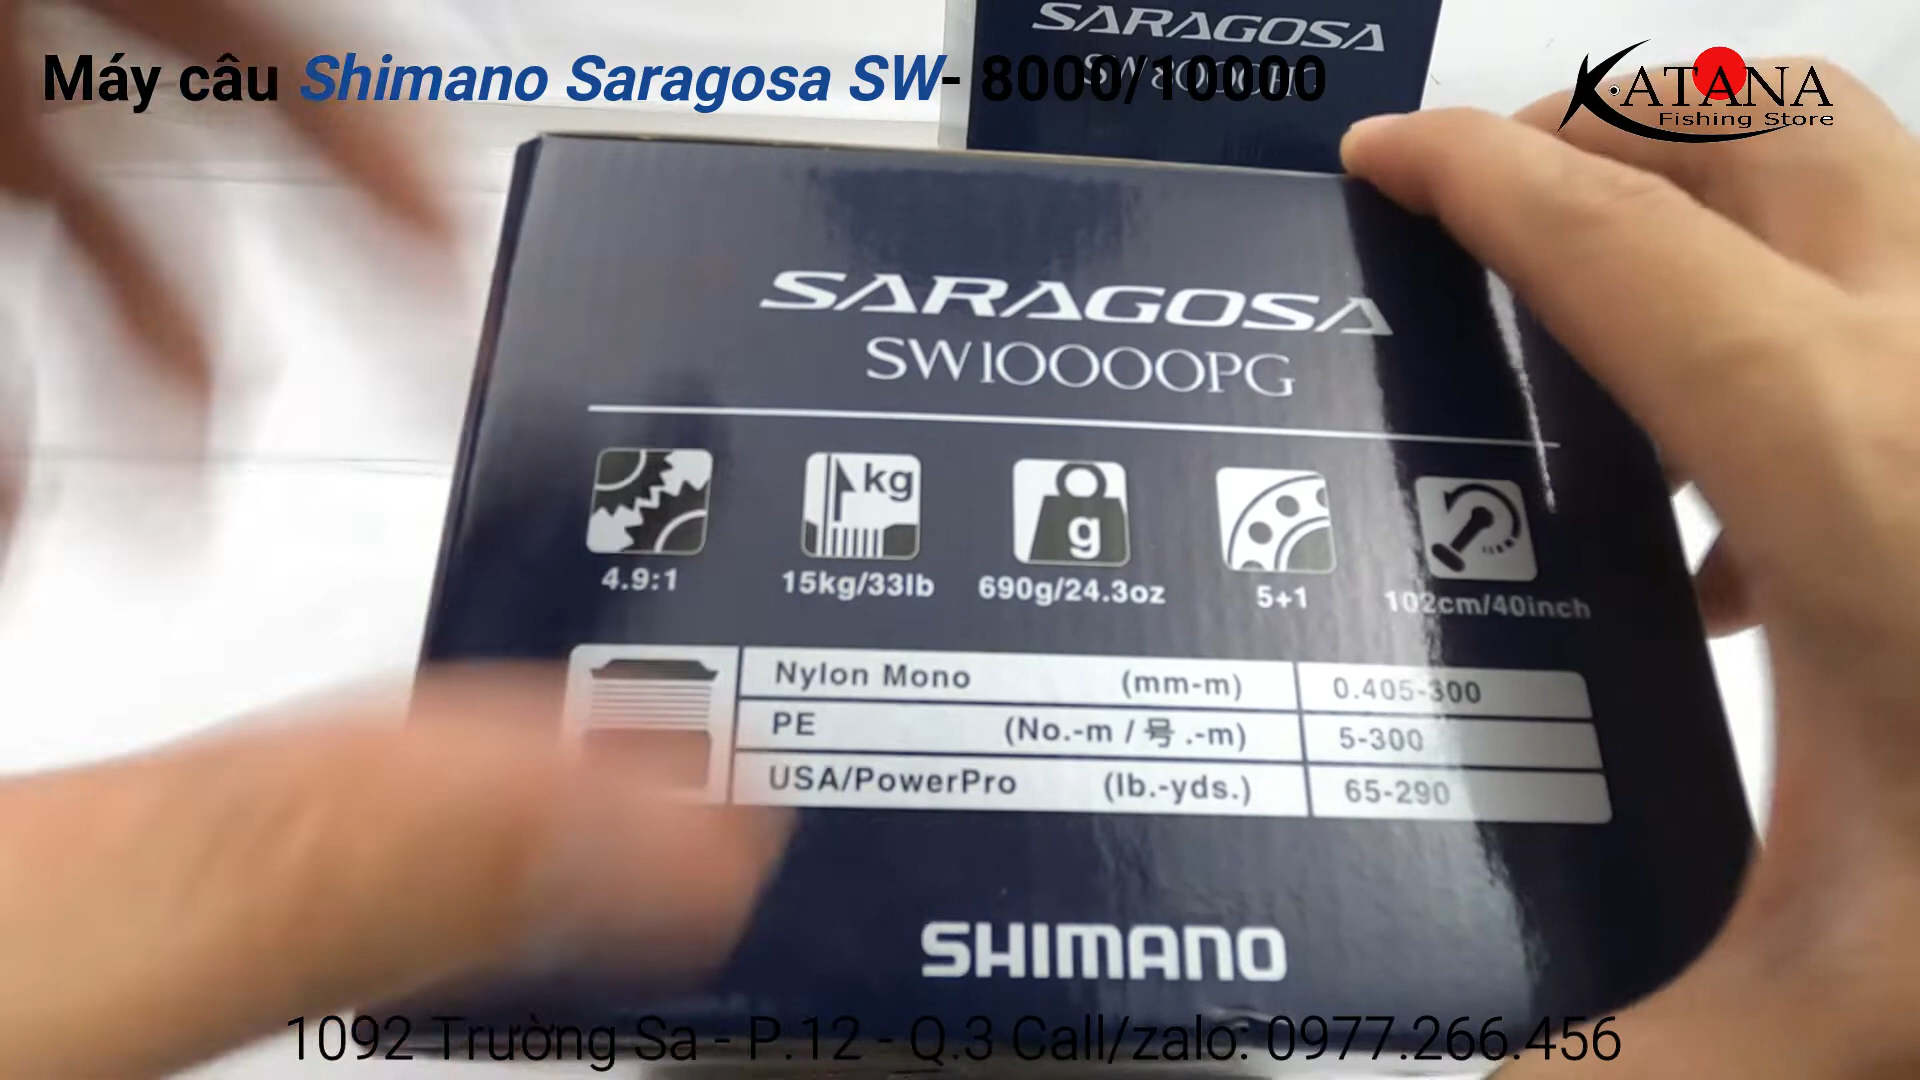 SARAGOSA
SW8000HG
Máy câu Shimano Saragosa SW- 8000/10000
KATANA
Fishing Store
SARAGOSA
SW10000PG
kg
g
4.9:1
15kg/33lb
690g/24.3oz
5+1
102cm/40inch
Nylon Mono (mm-m) 0.405-300
PE (No.-m / 号.-m) 5-300
USA/PowerPro (lb.-yds.) 65-290
SHIMANO
1092 Trường Sa - P.12 - Q.3 Call/zalo: 0977.266.456